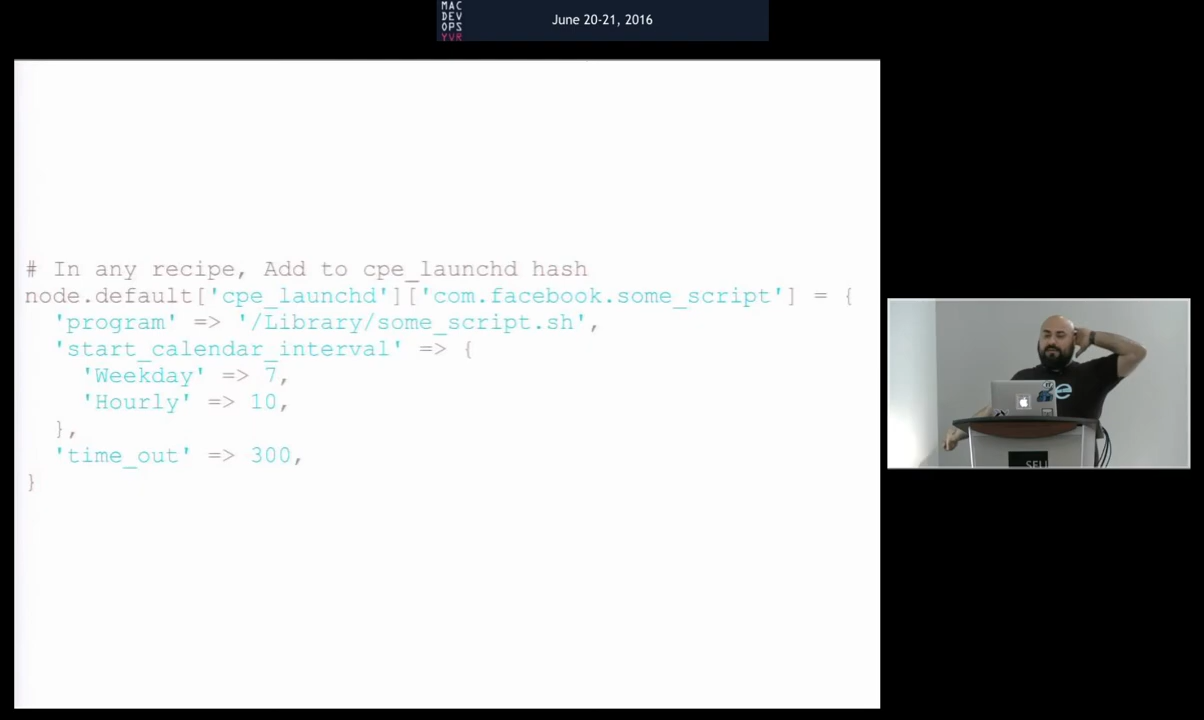 MAC
DEV
OPS
YVR
June 20-21, 2016
# In any recipe, Add to cpe_launchd hash
node.default['cpe_launchd']['com.facebook.some_script'] = {
  'program' => '/Library/some_script.sh',
  'start_calendar_interval' => {
    'Weekday' => 7,
    'Hourly' => 10,
  },
  'time_out' => 300,
}
SFU